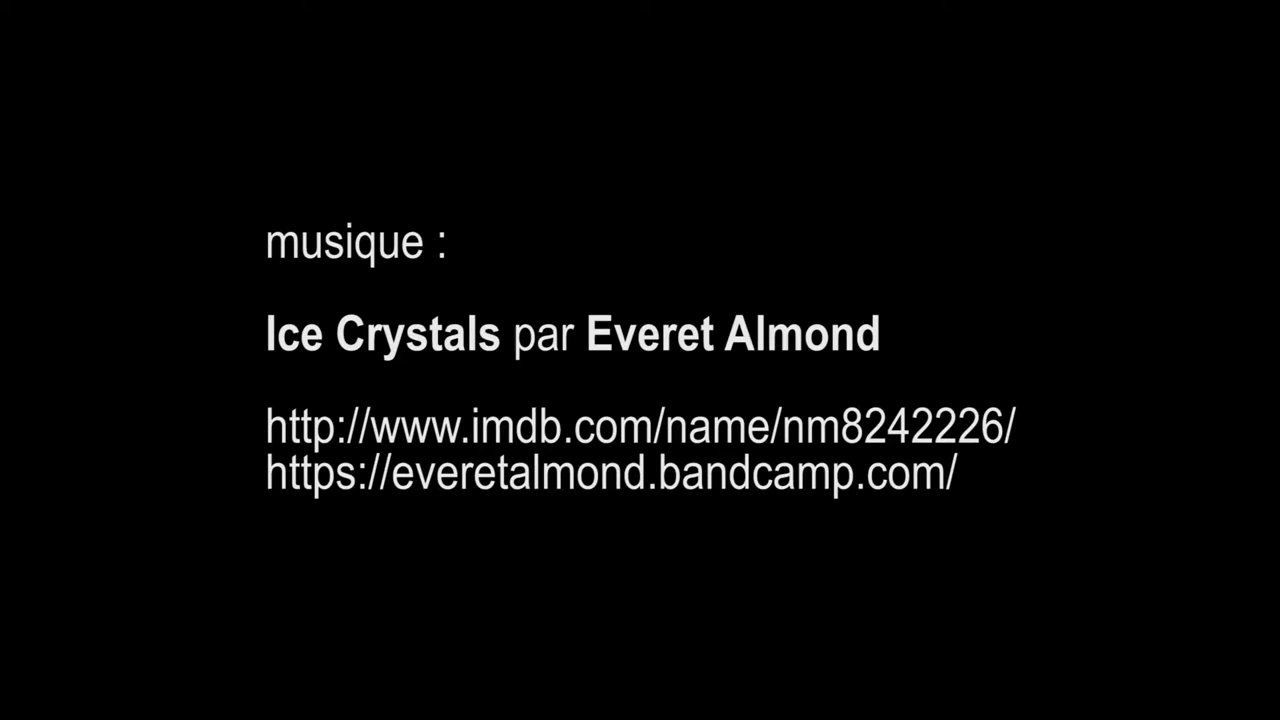 musique :
Ice Crystals par Everet Almond
http://www.imdb.com/name/nm8242226/
https://everetalmond.bandcamp.com/